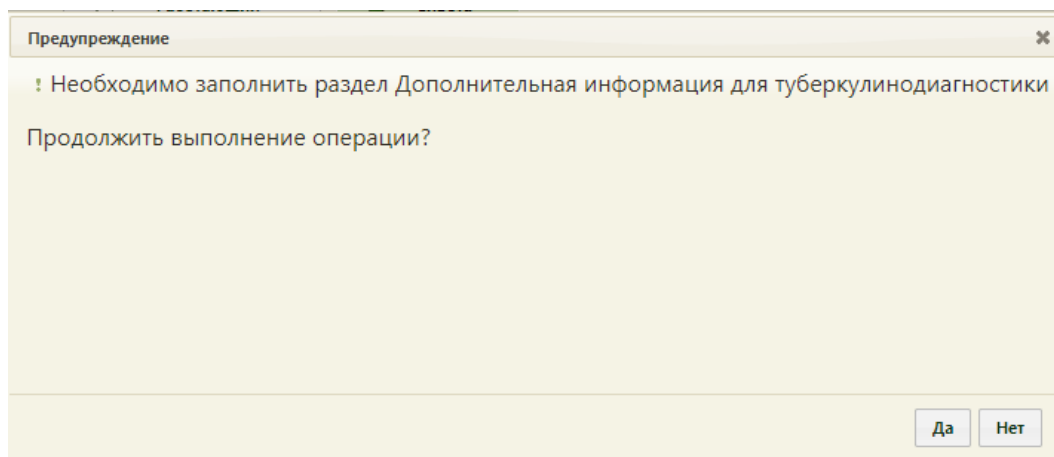 Предупреждение
! Необходимо заполнить раздел Дополнительная информация для туберкулинодиагностики
Продолжить выполнение операции?
Да Нет